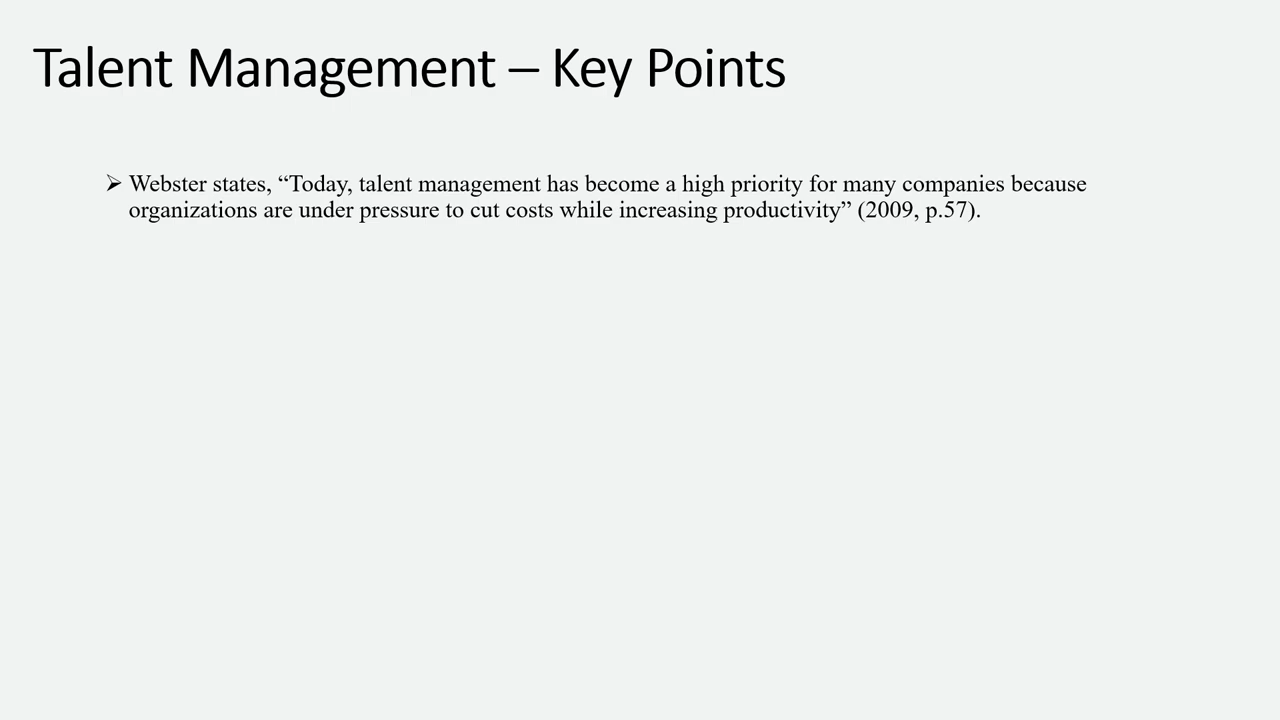 Talent Management – Key Points
➢ Webster states, “Today, talent management has become a high priority for many companies because
organizations are under pressure to cut costs while increasing productivity” (2009, p.57).